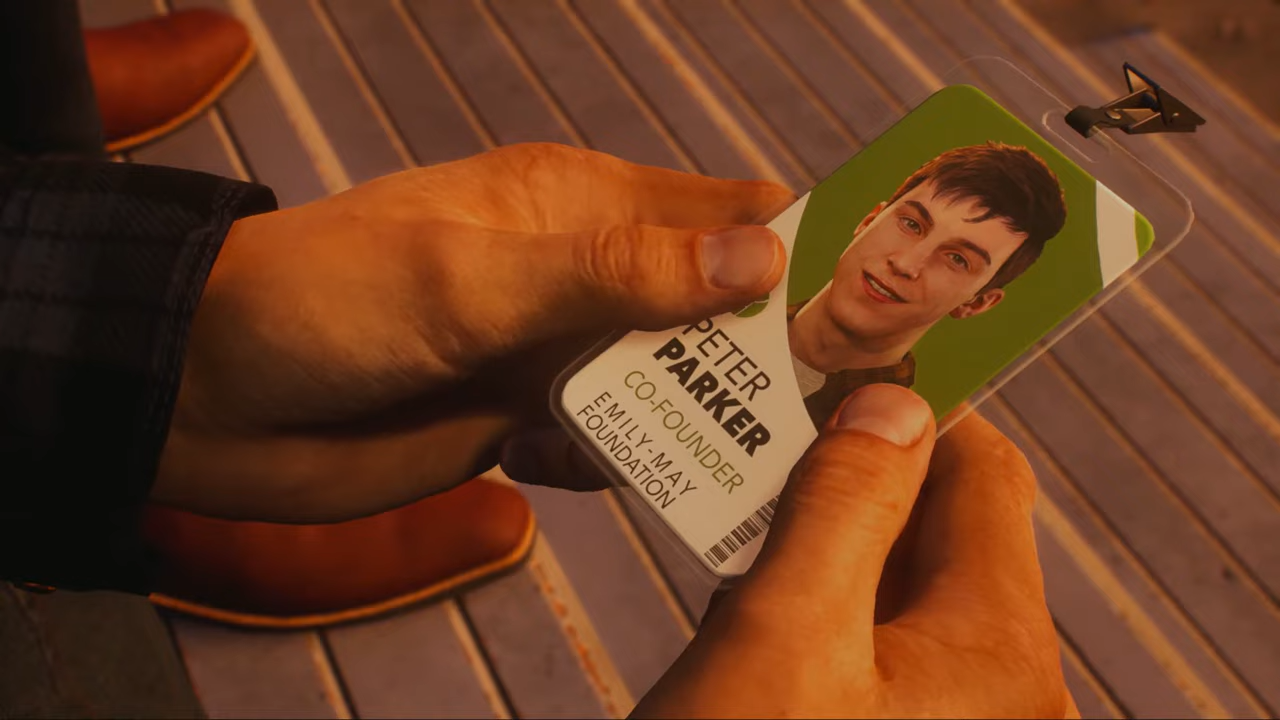 PETER
PARKER
CO-FOUNDER
EMILY-MAY
FOUNDATION